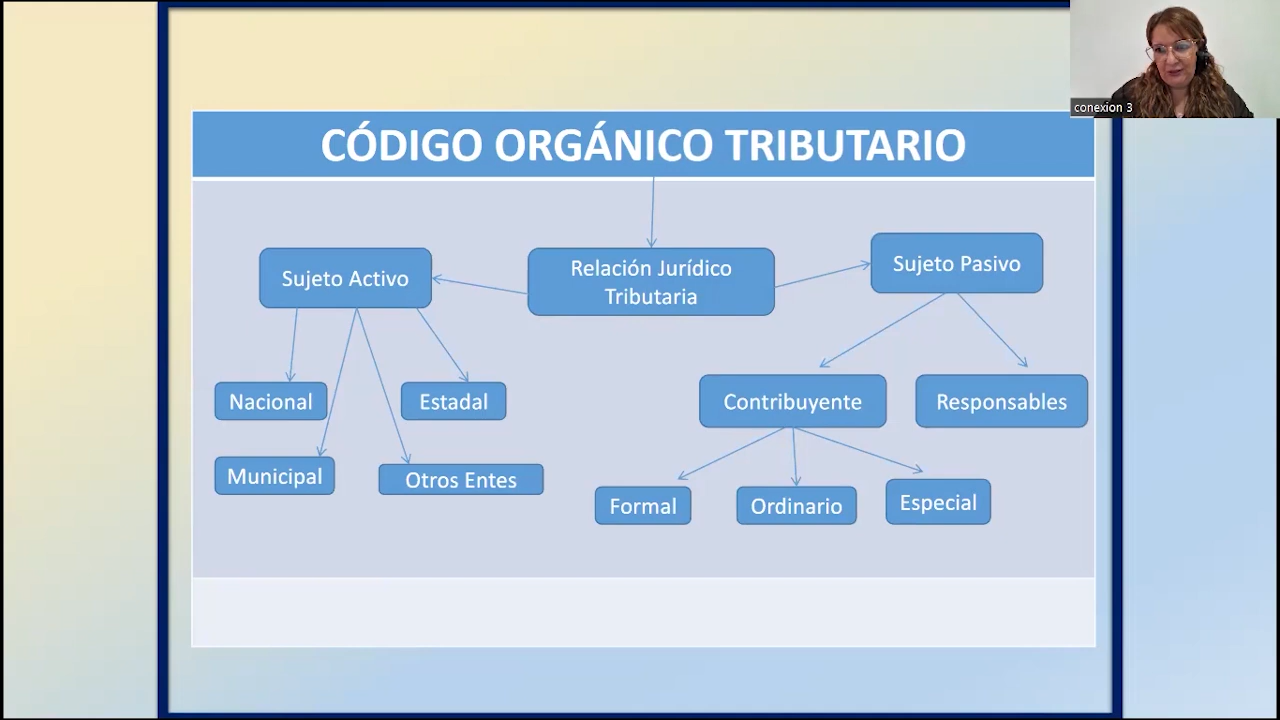 conexion 3
CÓDIGO ORGÁNICO TRIBUTARIO
Sujeto Activo
Relación Jurídico
Tributaria
Sujeto Pasivo
Nacional
Estadal
Contribuyente
Responsables
Municipal
Otros Entes
Formal
Ordinario
Especial